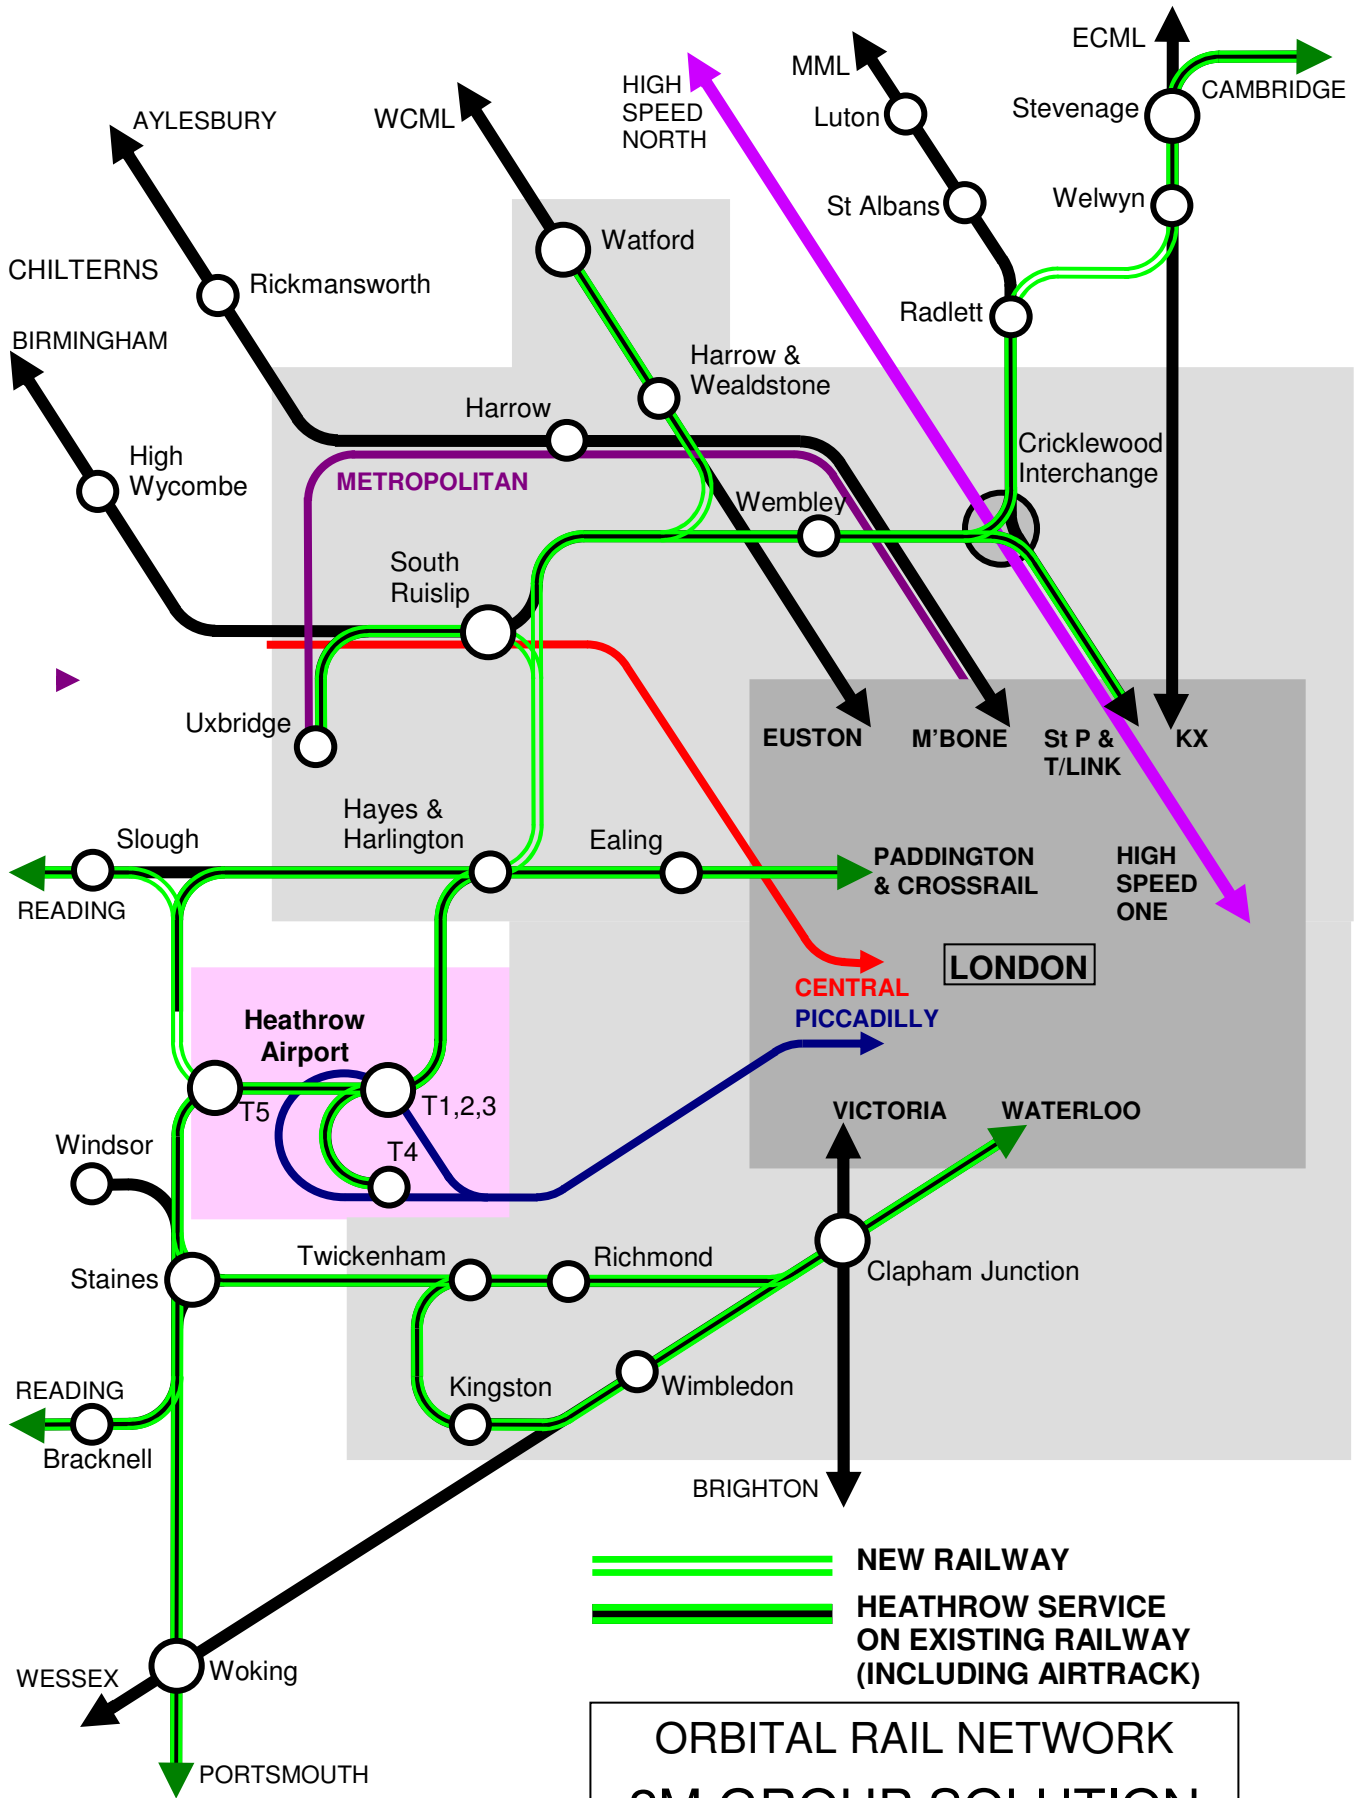 ECML
MML
HIGH
SPEED
NORTH
CAMBRIDGE
Stevenage
Luton
WCML
AYLESBURY
St Albans
Welwyn
Watford
CHILTERNS
Rickmansworth
Radlett
BIRMINGHAM
Harrow &
Wealdstone
Harrow
Cricklewood
Interchange
High
Wycombe
METROPOLITAN
Wembley
South
Ruislip
Uxbridge
EUSTON
M'BONE
St P &
T/LINK
KX
Hayes &
Harlington
Slough
Ealing
PADDINGTON
& CROSSRAIL
HIGH
SPEED
ONE
READING
LONDON
CENTRAL
PICCADILLY
Heathrow
Airport
T5
T1,2,3
T4
VICTORIA
WATERLOO
Windsor
Twickenham
Richmond
Staines
Clapham Junction
READING
Kingston
Wimbledon
Bracknell
BRIGHTON
NEW RAILWAY
HEATHROW SERVICE
ON EXISTING RAILWAY
(INCLUDING AIRTRACK)
WESSEX
Woking
ORBITAL RAIL NETWORK
PORTSMOUTH
2M GROUP SOLUTION